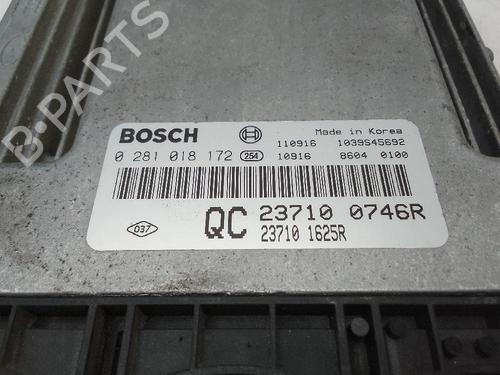 B-PARTS
BOSCH Made in Korea
110916 1039S45692
0 281 018 172 254 10916 8604 0100
037 QC 23710 0746R
23710 1625R